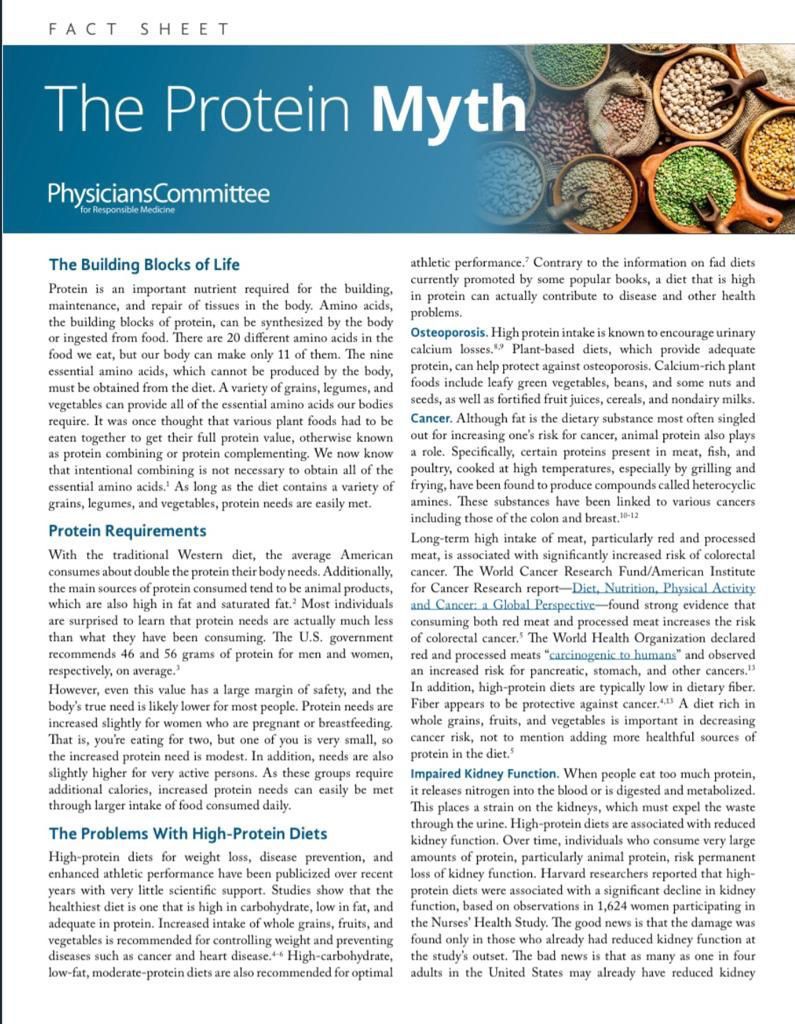 FACT SHEET
The Protein Myth
PhysiciansCommittee
for Responsible Medicine
The Building Blocks of Life
Protein is an important nutrient required for the building,
maintenance, and repair of tissues in the body. Amino acids,
the building blocks of protein, can be synthesized by the body
or ingested from food. There are 20 different amino acids in the
food we eat, but our body can make only 11 of them. The nine
essential amino acids, which cannot be produced by the body,
must be obtained from the diet. A variety of grains, legumes, and
vegetables can provide all of the essential amino acids our bodies
require. It was once thought that various plant foods had to be
eaten together to get their full protein value, otherwise known
as protein combining or protein complementing. We now know
that intentional combining is not necessary to obtain all of the
essential amino acids.¹ As long as the diet contains a variety of
grains, legumes, and vegetables, protein needs are easily met.
Protein Requirements
With the traditional Western diet, the average American
consumes about double the protein their body needs. Additionally,
the main sources of protein consumed tend to be animal products,
which are also high in fat and saturated fat.² Most individuals
are surprised to learn that protein needs are actually much less
than what they have been consuming. The U.S. government
recommends 46 and 56 grams of protein for men and women,
respectively, on average.³
However, even this value has a large margin of safety, and the
body's true need is likely lower for most people. Protein needs are
increased slightly for women who are pregnant or breastfeeding.
That is, you're eating for two, but one of you is very small, so
the increased protein need is modest. In addition, needs are also
slightly higher for very active persons. As these groups require
additional calories, increased protein needs can easily be met
through larger intake of food consumed daily.
The Problems With High-Protein Diets
High-protein diets for weight loss, disease prevention, and
enhanced athletic performance have been publicized over recent
years with very little scientific support. Studies show that the
healthiest diet is one that is high in carbohydrate, low in fat, and
adequate in protein. Increased intake of whole grains, fruits, and
vegetables is recommended for controlling weight and preventing
diseases such as cancer and heart disease.⁴⁻⁶ High-carbohydrate,
low-fat, moderate-protein diets are also recommended for optimal
athletic performance.⁷ Contrary to the information on fad diets
currently promoted by some popular books, a diet that is high
in protein can actually contribute to disease and other health
problems.
Osteoporosis. High protein intake is known to encourage urinary
calcium losses.⁸,⁹ Plant-based diets, which provide adequate
protein, can help protect against osteoporosis. Calcium-rich plant
foods include leafy green vegetables, beans, and some nuts and
seeds, as well as fortified fruit juices, cereals, and nondairy milks.
Cancer. Although fat is the dietary substance most often singled
out for increasing one's risk for cancer, animal protein also plays
a role. Specifically, certain proteins present in meat, fish, and
poultry, cooked at high temperatures, especially by grilling and
frying, have been found to produce compounds called heterocyclic
amines. These substances have been linked to various cancers
including those of the colon and breast.¹⁰⁻¹²
Long-term high intake of meat, particularly red and processed
meat, is associated with significantly increased risk of colorectal
cancer. The World Cancer Research Fund/American Institute
for Cancer Research report—Diet, Nutrition, Physical Activity
and Cancer: a Global Perspective—found strong evidence that
consuming both red meat and processed meat increases the risk
of colorectal cancer.⁵ The World Health Organization declared
red and processed meats "carcinogenic to humans" and observed
an increased risk for pancreatic, stomach, and other cancers.¹³
In addition, high-protein diets are typically low in dietary fiber.
Fiber appears to be protective against cancer.⁴,¹³ A diet rich in
whole grains, fruits, and vegetables is important in decreasing
cancer risk, not to mention adding more healthful sources of
protein in the diet.⁵
Impaired Kidney Function. When people eat too much protein,
it releases nitrogen into the blood or is digested and metabolized.
This places a strain on the kidneys, which must expel the waste
through the urine. High-protein diets are associated with reduced
kidney function. Over time, individuals who consume very large
amounts of protein, particularly animal protein, risk permanent
loss of kidney function. Harvard researchers reported that high-
protein diets were associated with a significant decline in kidney
function, based on observations in 1,624 women participating in
the Nurses' Health Study. The good news is that the damage was
found only in those who already had reduced kidney function at
the study's outset. The bad news is that as many as one in four
adults in the United States may already have reduced kidney